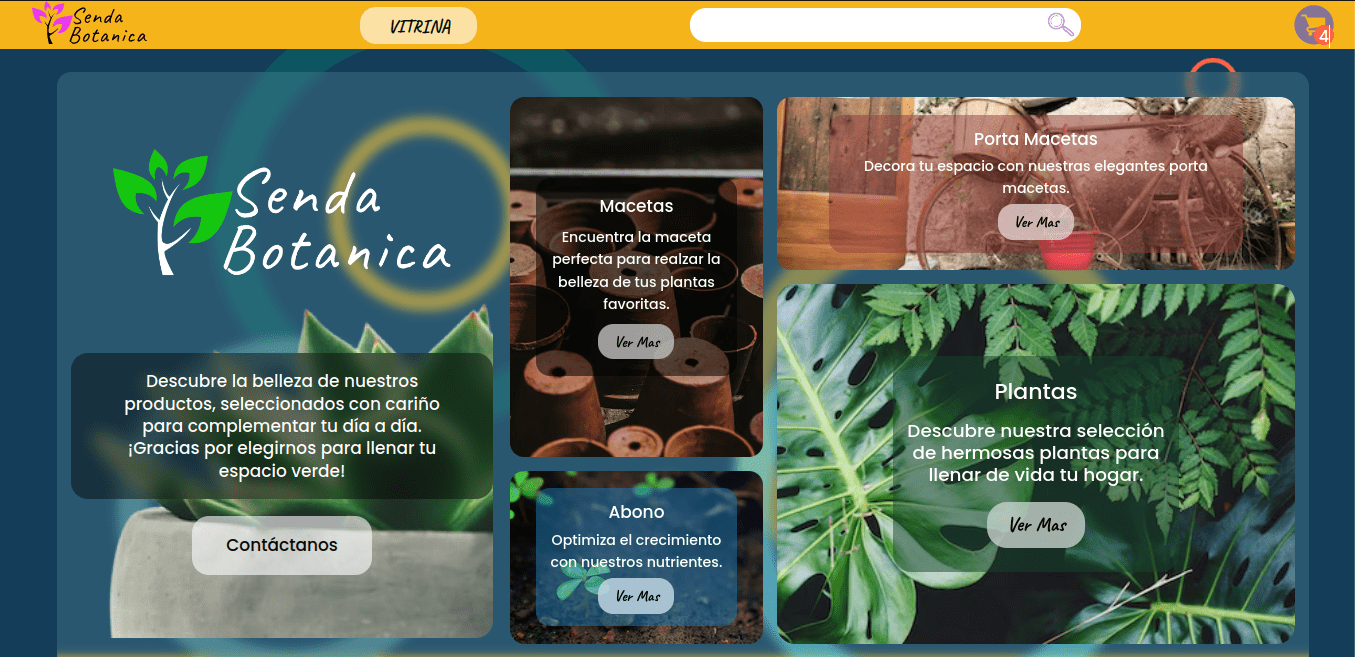 Senda
Botanica
VITRINA
4
Senda
Botanica
Descubre la belleza de nuestros
productos, seleccionados con cariño
para complementar tu día a día.
¡Gracias por elegirnos para llenar tu
espacio verde!
Contáctanos
Macetas
Encuentra la maceta
perfecta para realzar la
belleza de tus plantas
favoritas.
Ver Mas
Abono
Optimiza el crecimiento
con nuestros nutrientes.
Ver Mas
Porta Macetas
Decora tu espacio con nuestras elegantes porta
macetas.
Ver Mas
Plantas
Descubre nuestra selección
de hermosas plantas para
llenar de vida tu hogar.
Ver Mas